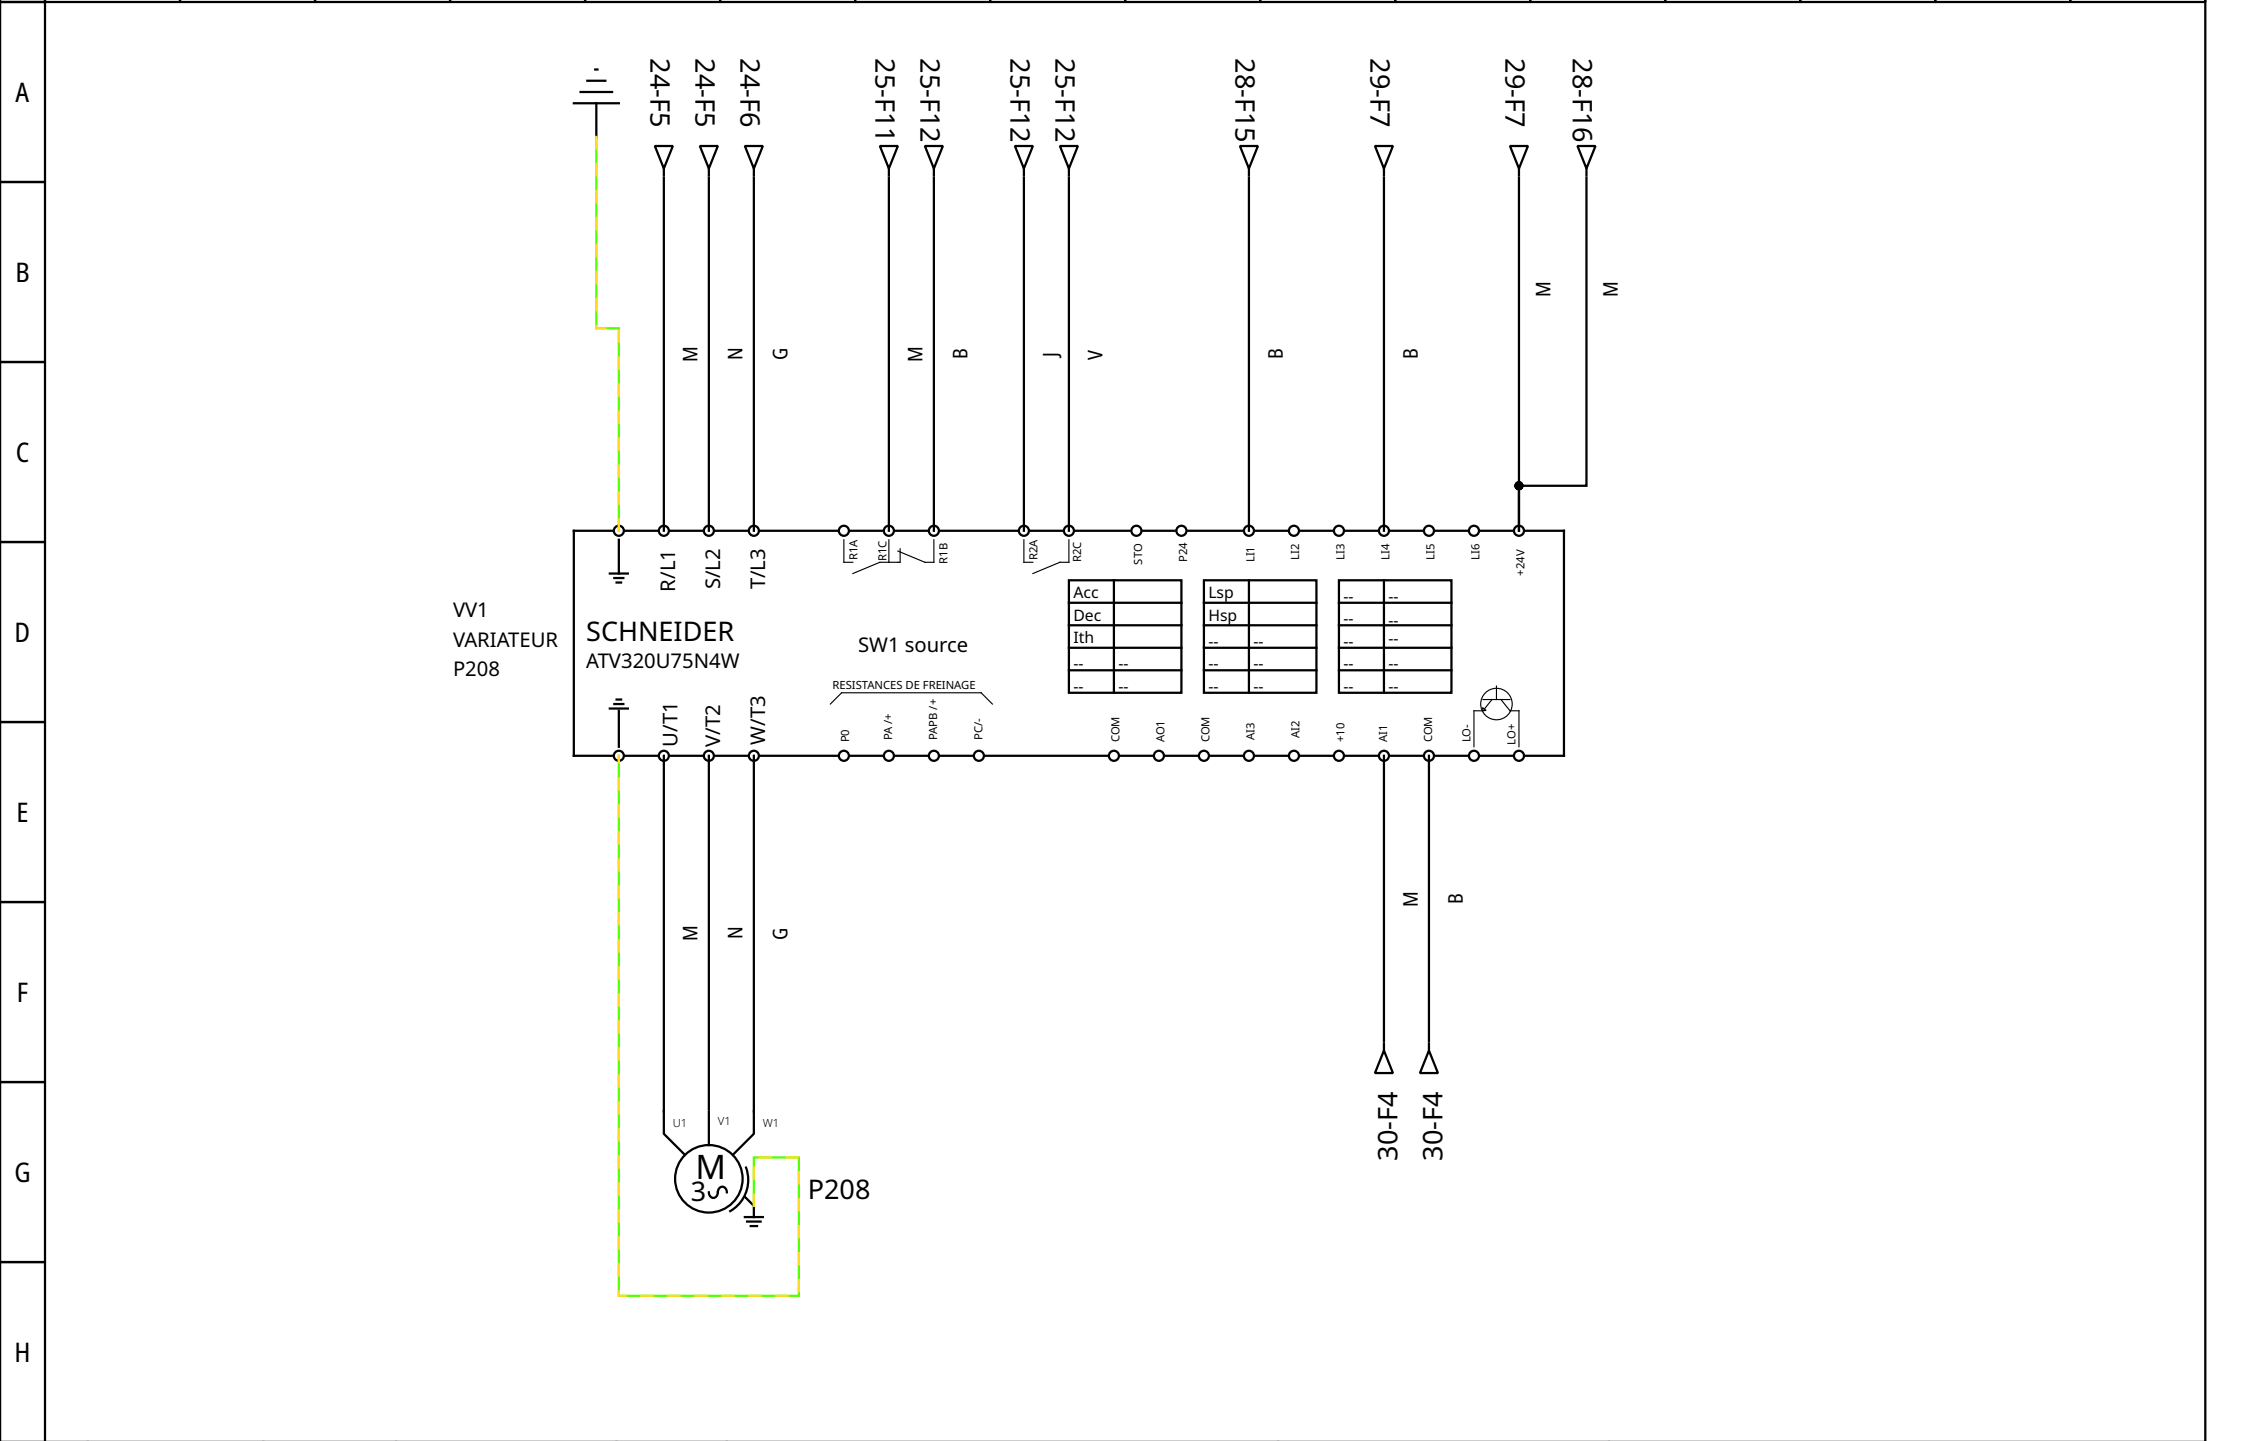 A
B
C
D
E
F
G
H
24-F5
24-F5
24-F6
25-F11
25-F12
25-F12
25-F12
28-F15
29-F7
29-F7
28-F16
M
N
G
M
B
J
V
B
B
M
M
R/L1
S/L2
T/L3
R1A
R1C
R1B
R2A
R2C
STO
P24
LI1
LI2
LI3
LI4
LI5
LI6
+24V
VV1
VARIATEUR
P208
SCHNEIDER
ATV320U75N4W
SW1 source
RESISTANCES DE FREINAGE
Acc
Dec
Ith
-- --
-- --
Lsp
Hsp
-- --
-- --
-- --
-- --
-- --
-- --
-- --
-- --
U/T1
V/T2
W/T3
P0
PA /+
PAPB /+
PC/-
COM
AO1
COM
AI3
AI2
+10
AI1
COM
LO-
LO+
M
N
G
M
B
U1
V1
W1
M
3∿
P208
30-F4
30-F4